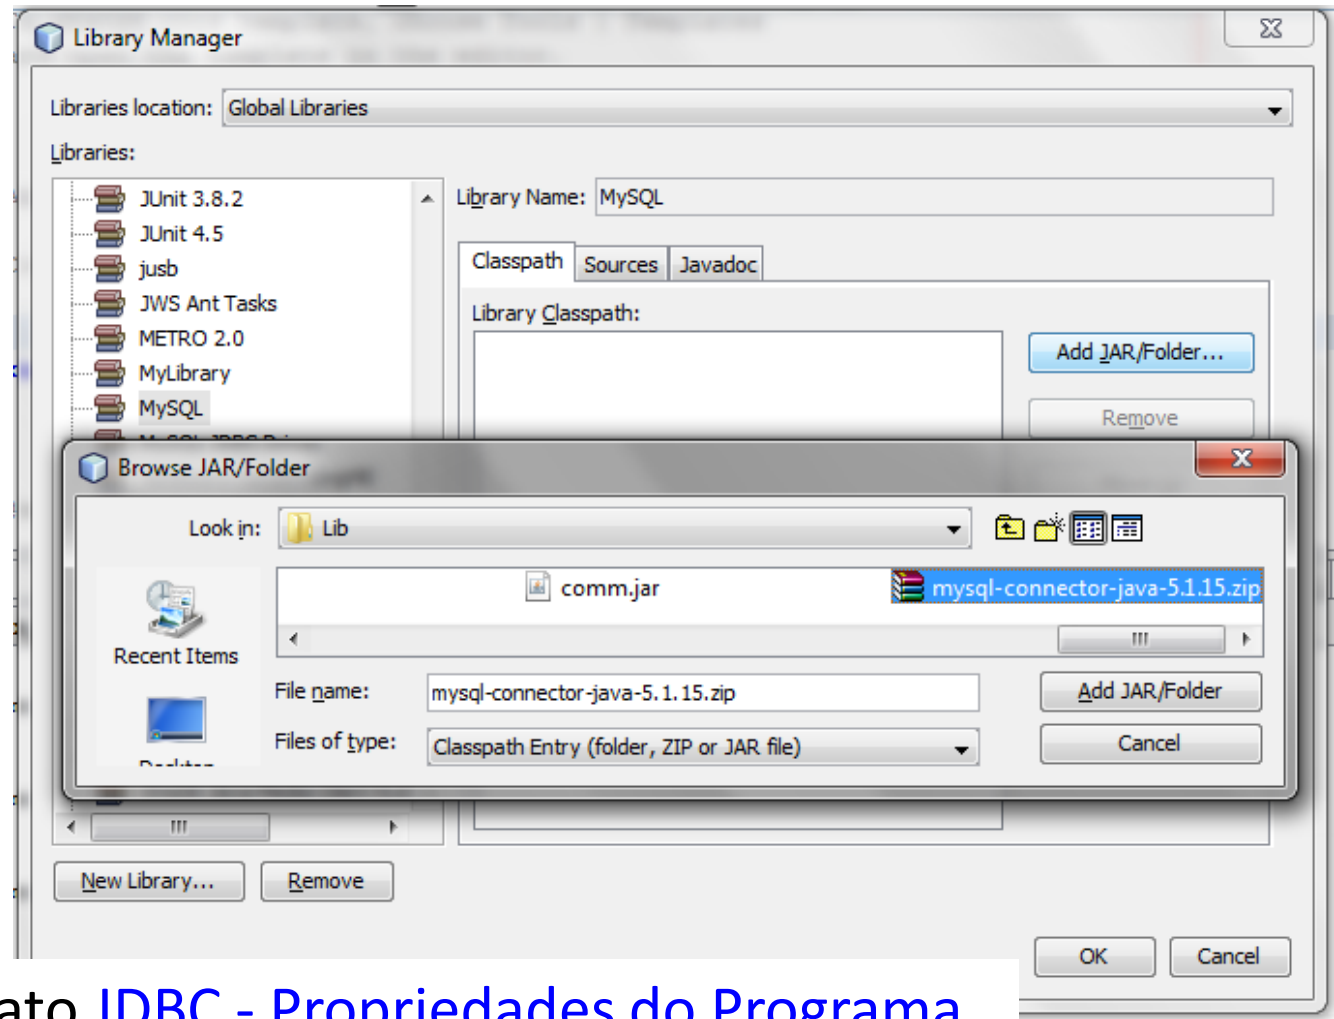 Library Manager
Libraries location: Global Libraries
Libraries:
JUnit 3.8.2
JUnit 4.5
jusb
JWS Ant Tasks
METRO 2.0
MyLibrary
MySQL
Library Name: MySQL
Classpath Sources Javadoc
Library Classpath:
Add JAR/Folder...
Remove
Browse JAR/Folder
Look in: Lib
comm.jar mysql-connector-java-5.1.15.zip
Recent Items
Desktop
File name: mysql-connector-java-5.1.15.zip
Files of type: Classpath Entry (folder, ZIP or JAR file)
Add JAR/Folder
Cancel
New Library... Remove
OK Cancel
ato JDBC - Propriedades do Programa